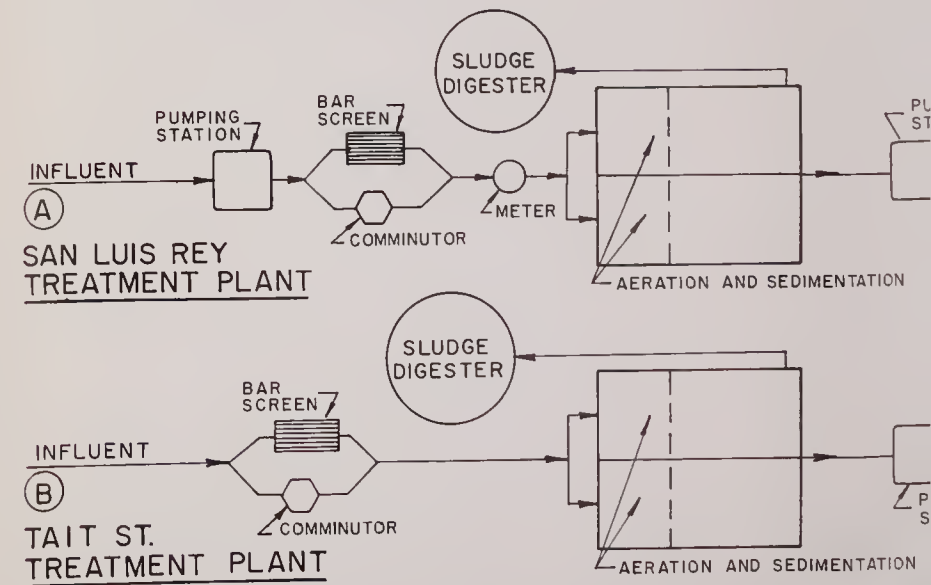 SLUDGE
DIGESTER
BAR
SCREEN
PUMPING
STATION
INFLUENT
A
METER
COMMINUTOR
SAN LUIS REY
TREATMENT PLANT
AERATION AND SEDIMENTATION
SLUDGE
DIGESTER
BAR
SCREEN
INFLUENT
B
COMMINUTOR
TAIT ST.
TREATMENT PLANT
AERATION AND SEDIMENTATION